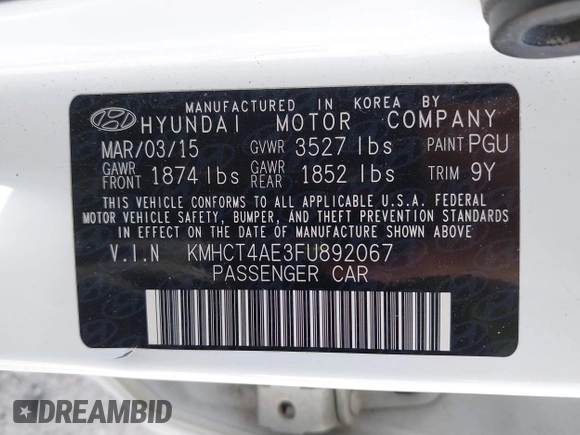 MANUFACTURED IN KOREA BY
HYUNDAI MOTOR COMPANY
MAR/03/15 GVWR 3527 lbs PAINT PGU
GAWR FRONT 1874 lbs GAWR REAR 1852 lbs TRIM 9Y
THIS VEHICLE CONFORMS TO ALL APPLICABLE U.S.A. FEDERAL
MOTOR VEHICLE SAFETY, BUMPER, AND THEFT PREVENTION STANDARDS
IN EFFECT ON THE DATE OF MANUFACTURE SHOWN ABOVE.
V.I.N KMHCT4AE3FU892067
PASSENGER CAR
DREAMBID